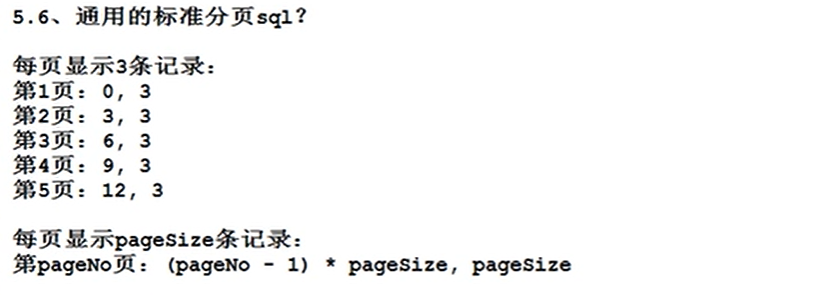 5.6、通用的标准分页sql?
每页显示3条记录:
第1页: 0, 3
第2页: 3, 3
第3页: 6, 3
第4页: 9, 3
第5页: 12, 3
每页显示pageSize条记录:
第pageNo页: (pageNo - 1) * pageSize, pageSize